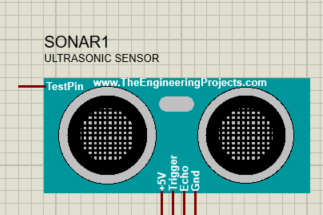 SONAR1
ULTRASONIC SENSOR
www.TheEngineeringProjects.com
TestPin
+5V
Trigger
Echo
Gnd